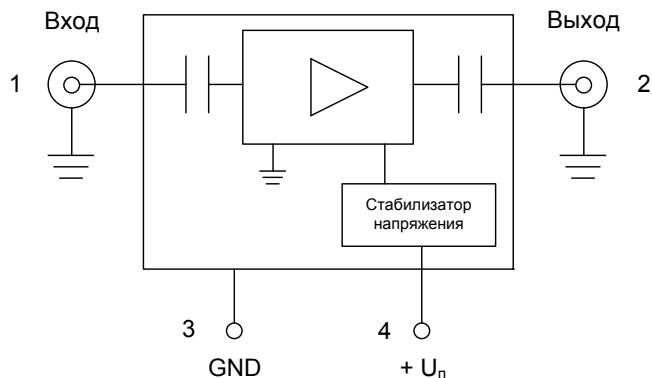 Вход
Выход
1
2
Стабилизатор
напряжения
3
4
GND
+ Uп